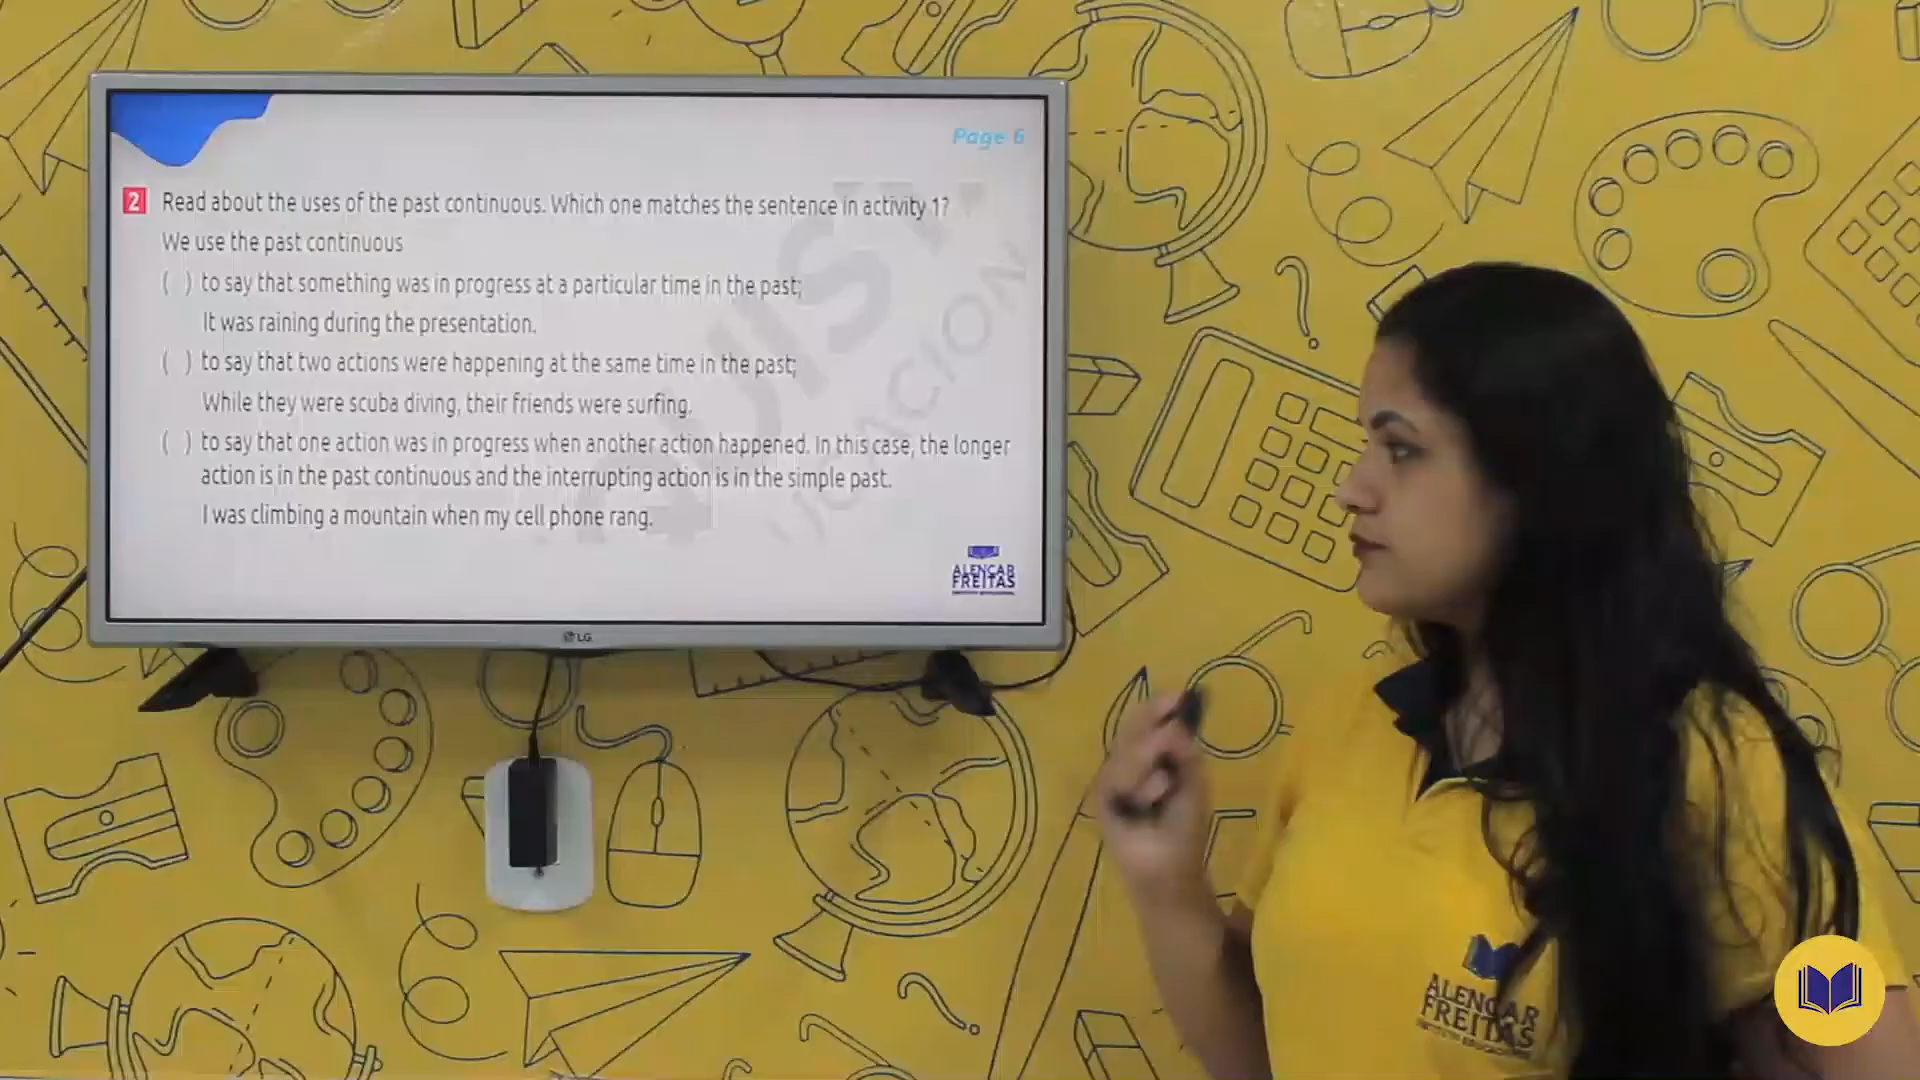 Page 6
2 Read about the uses of the past continuous. Which one matches the sentence in activity 1?
We use the past continuous
( ) to say that something was in progress at a particular time in the past;
It was raining during the presentation.
( ) to say that two actions were happening at the same time in the past;
While they were scuba diving, their friends were surfing.
( ) to say that one action was in progress when another action happened. In this case, the longer
action is in the past continuous and the interrupting action is in the simple past.
I was climbing a mountain when my cell phone rang.
ALENCAR
FREITAS
LG
ALENCAR
FREITAS